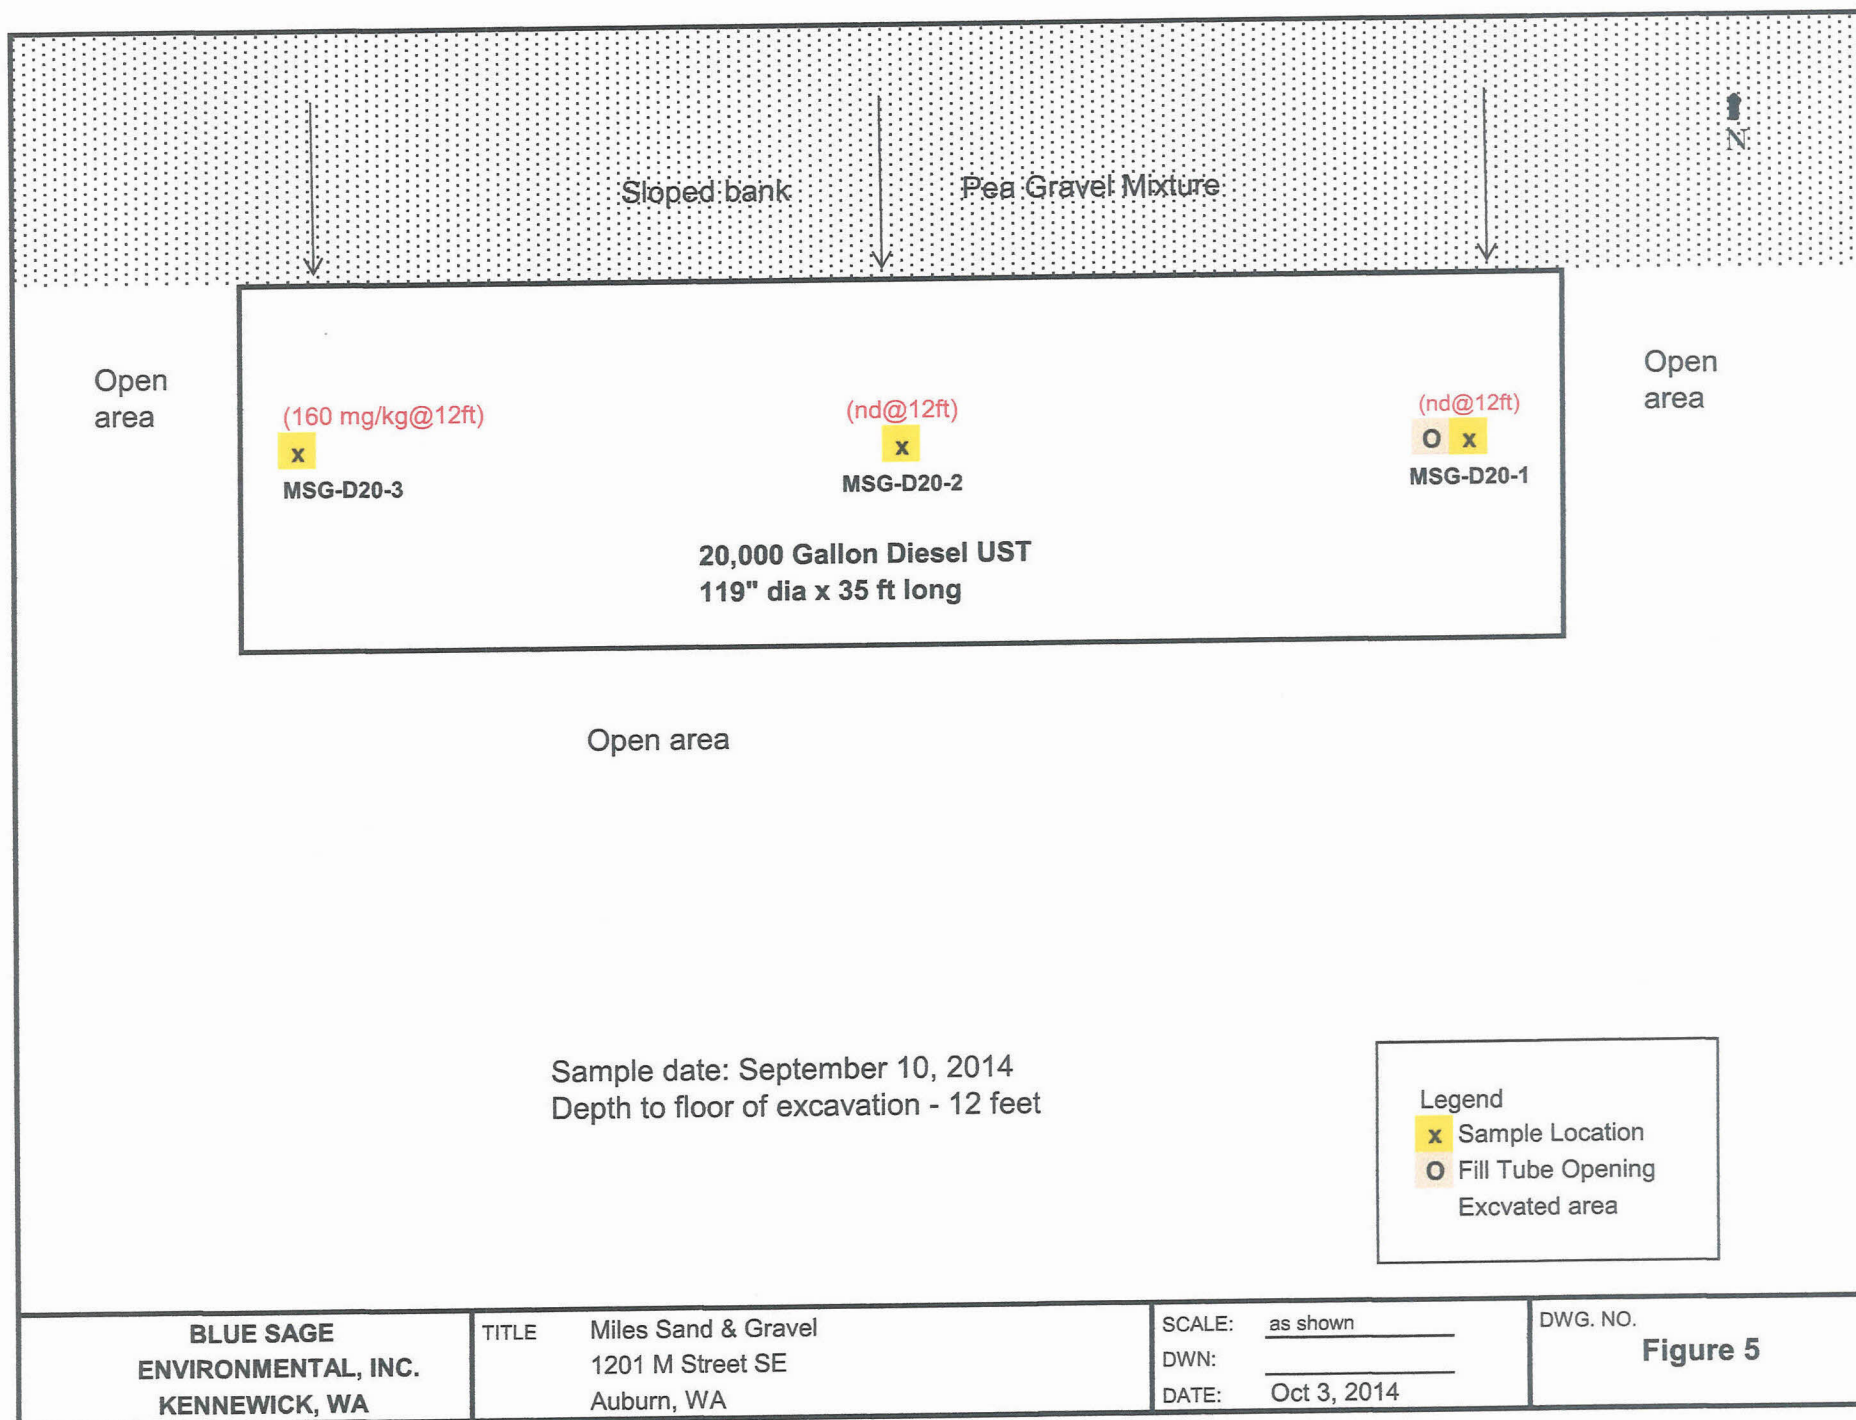 N
Sloped bank
Pea Gravel Mixture
Open
area
Open
area
(160 mg/kg@12ft)
(nd@12ft)
(nd@12ft)
x
x
O x
MSG-D20-3
MSG-D20-2
MSG-D20-1
20,000 Gallon Diesel UST
119" dia x 35 ft long
Open area
Sample date: September 10, 2014
Depth to floor of excavation - 12 feet
Legend
x Sample Location
O Fill Tube Opening
Excvated area
BLUE SAGE
ENVIRONMENTAL, INC.
KENNEWICK, WA
TITLE Miles Sand & Gravel
1201 M Street SE
Auburn, WA
SCALE: as shown
DWN:
DATE: Oct 3, 2014
DWG. NO.
Figure 5